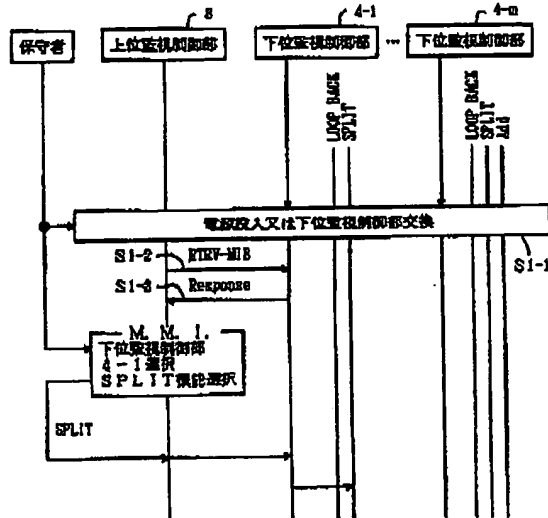 8
4-1
4-m
保守者
上位監視制御部
下位監視制御部
…
下位監視制御部
LOOP BACK
SPLIT
LOOP BACK
SPLIT
Add
電源投入又は下位監視制御部交換
S1-1
S1-2
RTRV-MIB
S1-3
Response
M. M. I.
下位監視制御部
4-1選択
SPLIT機能選択
SPLIT